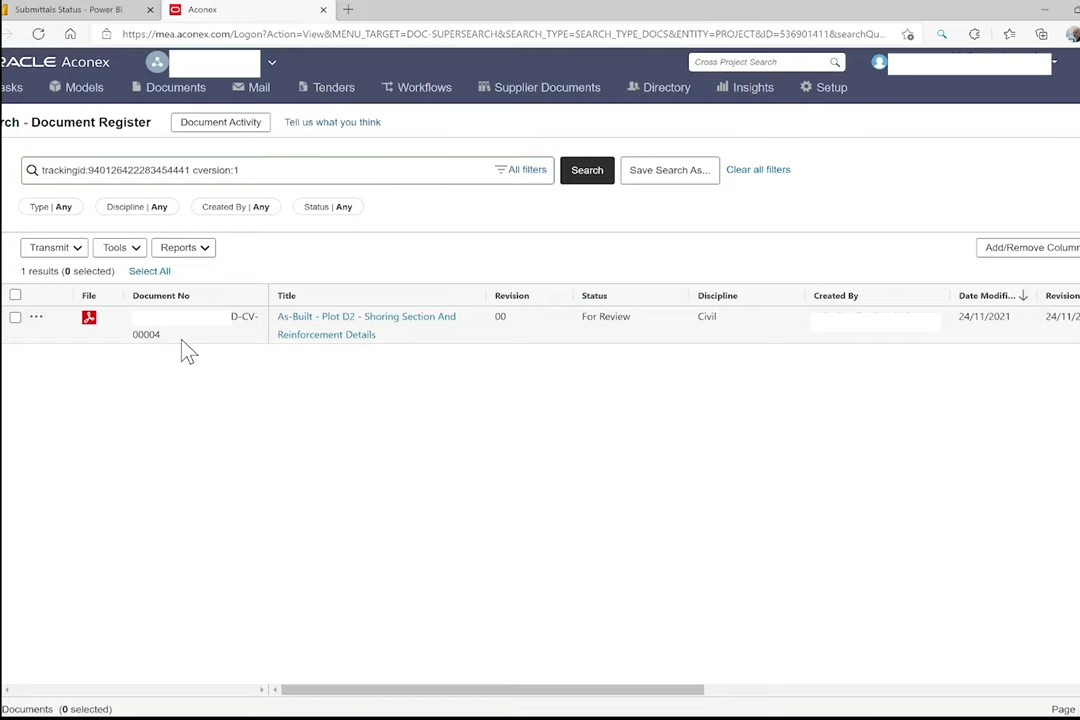 Submittals Status - Power BI
Aconex
https://mea.aconex.com/Logon?Action=View&MENU_TARGET=DOC-SUPERSEARCH&SEARCH_TYPE=SEARCH_TYPE_DOCS&ENTITY=PROJECT&ID=536901411&searchQu...
RACLE Aconex
Cross Project Search
asks Models Documents Mail Tenders Workflows Supplier Documents Directory Insights Setup
rch - Document Register Document Activity Tell us what you think
trackingid:940126422283454441 cversion:1 All filters Search Save Search As... Clear all filters
Type | Any Discipline | Any Created By | Any Status | Any
Transmit Tools Reports Add/Remove Column
1 results (0 selected) Select All
File Document No Title Revision Status Discipline Created By Date Modifi... Revision
D-CV- As-Built - Plot D2 - Shoring Section And 00 For Review Civil 24/11/2021 24/11/2
00004 Reinforcement Details
Documents (0 selected) Page